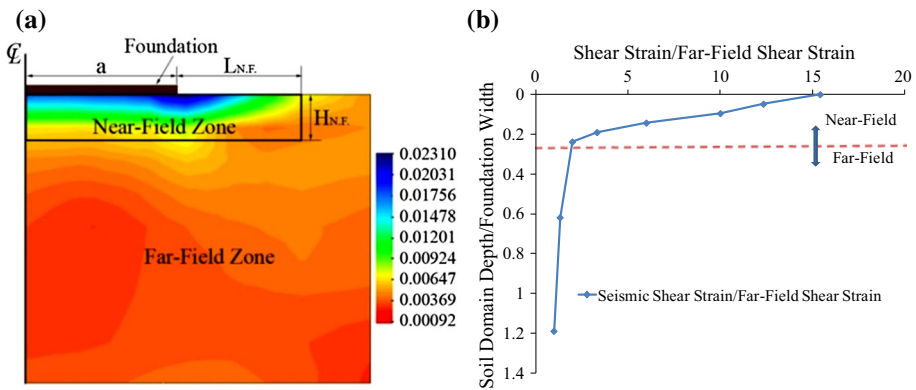 (a)
Foundation
℄
a
LN.F.
HN.F.
Near-Field Zone
Far-Field Zone
0.02310
0.02031
0.01756
0.01478
0.01201
0.00924
0.00647
0.00369
0.00092
(b)
Shear Strain/Far-Field Shear Strain
0 5 10 15 20
Soil Domain Depth/Foundation Width
0
0.2
0.4
0.6
0.8
1
1.2
1.4
Near-Field
Far-Field
Seismic Shear Strain/Far-Field Shear Strain